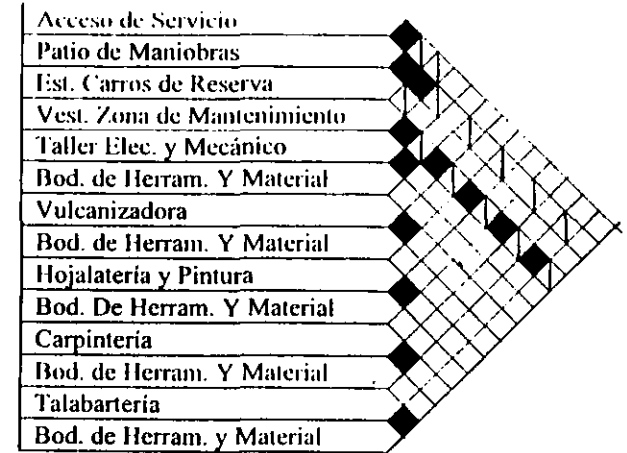 Acceso de Servicio
Patio de Maniobras
Est. Carros de Reserva
Vest. Zona de Mantenimiento
Taller Elec. y Mecánico
Bod. de Herram. Y Material
Vulcanizadora
Bod. de Herram. Y Material
Hojalatería y Pintura
Bod. De Herram. Y Material
Carpintería
Bod. de Herram. Y Material
Talabartería
Bod. de Herram. y Material